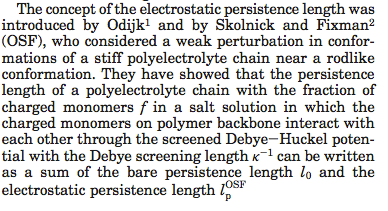 The concept of the electrostatic persistence length was
introduced by Odijk¹ and by Skolnick and Fixman²
(OSF), who considered a weak perturbation in confor-
mations of a stiff polyelectrolyte chain near a rodlike
conformation. They have showed that the persistence
length of a polyelectrolyte chain with the fraction of
charged monomers f in a salt solution in which the
charged monomers on polymer backbone interact with
each other through the screened Debye–Huckel poten-
tial with the Debye screening length κ⁻¹ can be written
as a sum of the bare persistence length l₀ and the
electrostatic persistence length lₚᴼˢᶠ